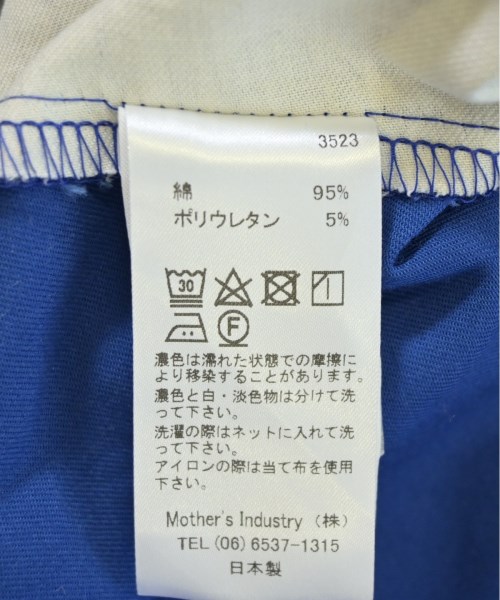 3523
綿 95%
ポリウレタン 5%
30
F
濃色は濡れた状態での摩擦に
より移染することがあります。
濃色と白・淡色物は分けて洗
って下さい。
洗濯の際はネットに入れて洗
って下さい。
アイロンの際は当て布を使用
下さい。
Mother's Industry (株)
TEL(06)6537-1315
日本製